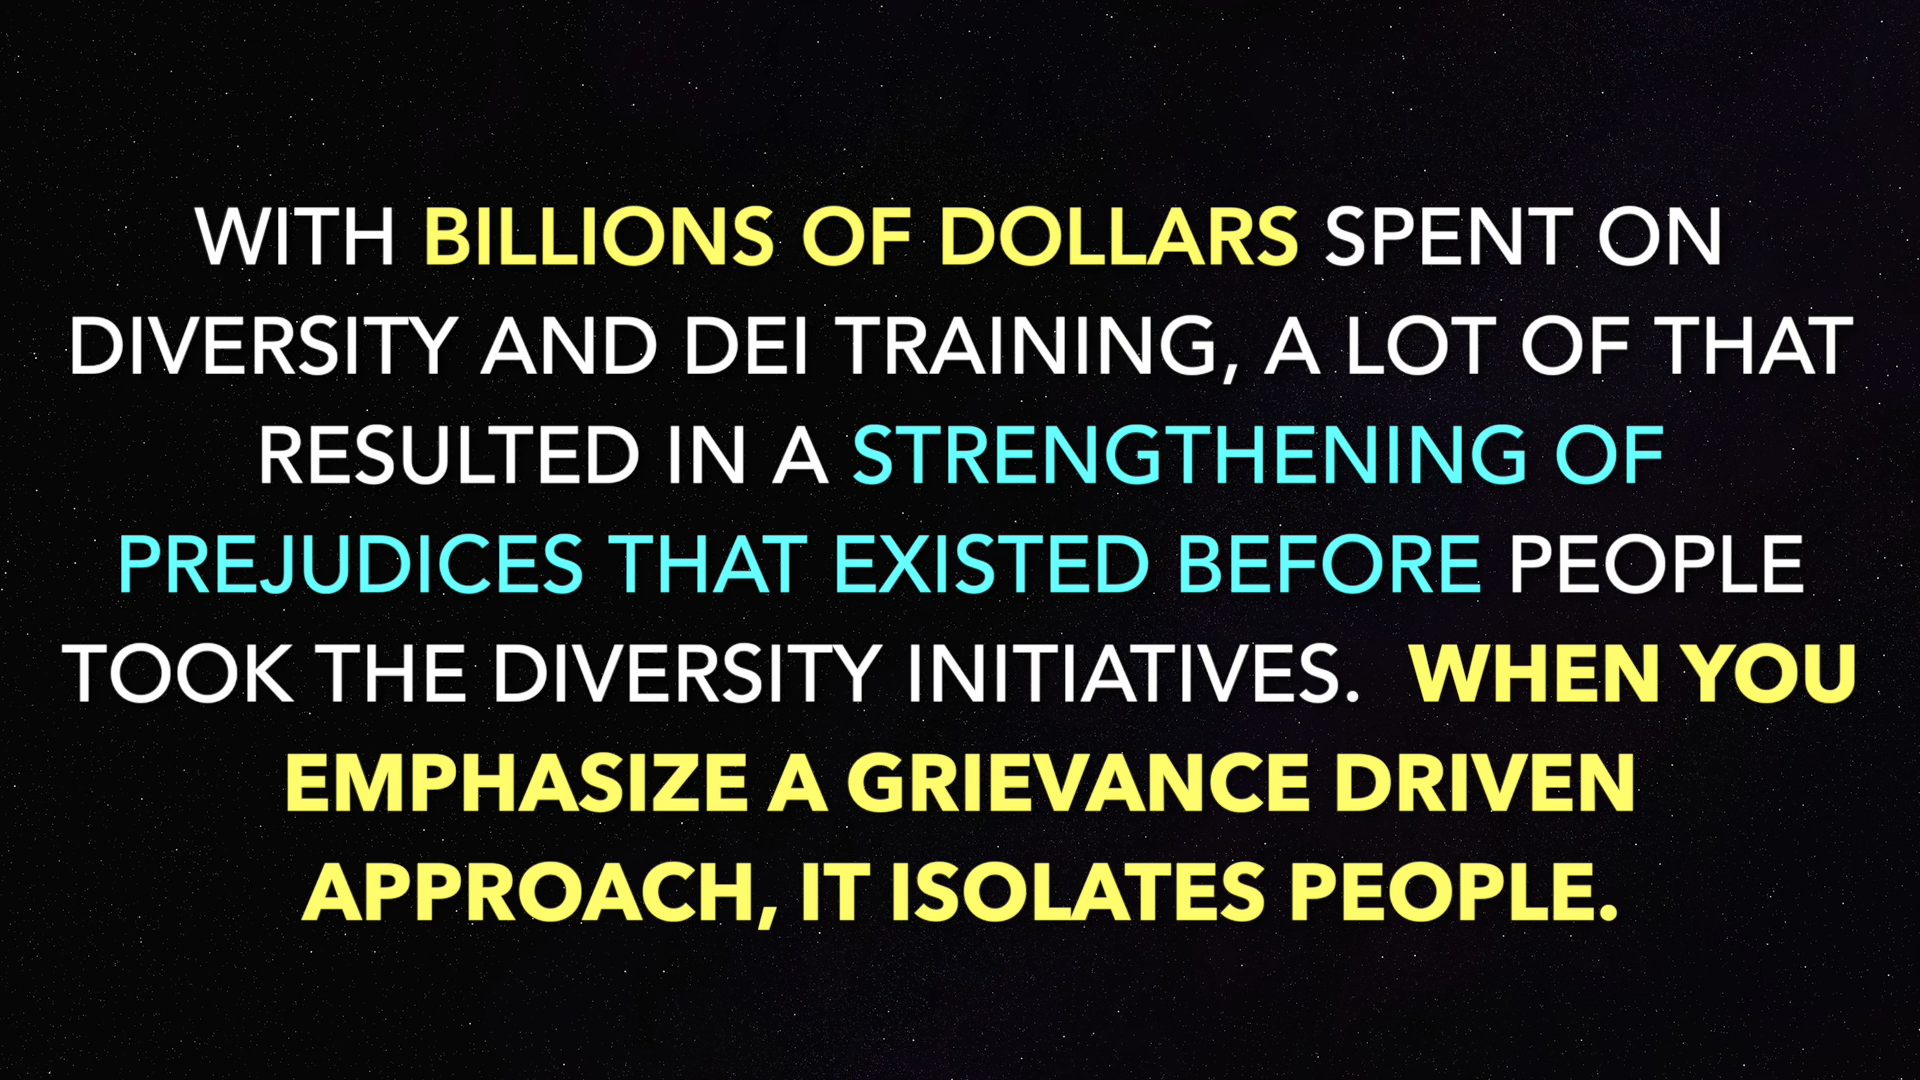 WITH BILLIONS OF DOLLARS SPENT ON
DIVERSITY AND DEI TRAINING, A LOT OF THAT
RESULTED IN A STRENGTHENING OF
PREJUDICES THAT EXISTED BEFORE PEOPLE
TOOK THE DIVERSITY INITIATIVES.  WHEN YOU
EMPHASIZE A GRIEVANCE DRIVEN
APPROACH, IT ISOLATES PEOPLE.